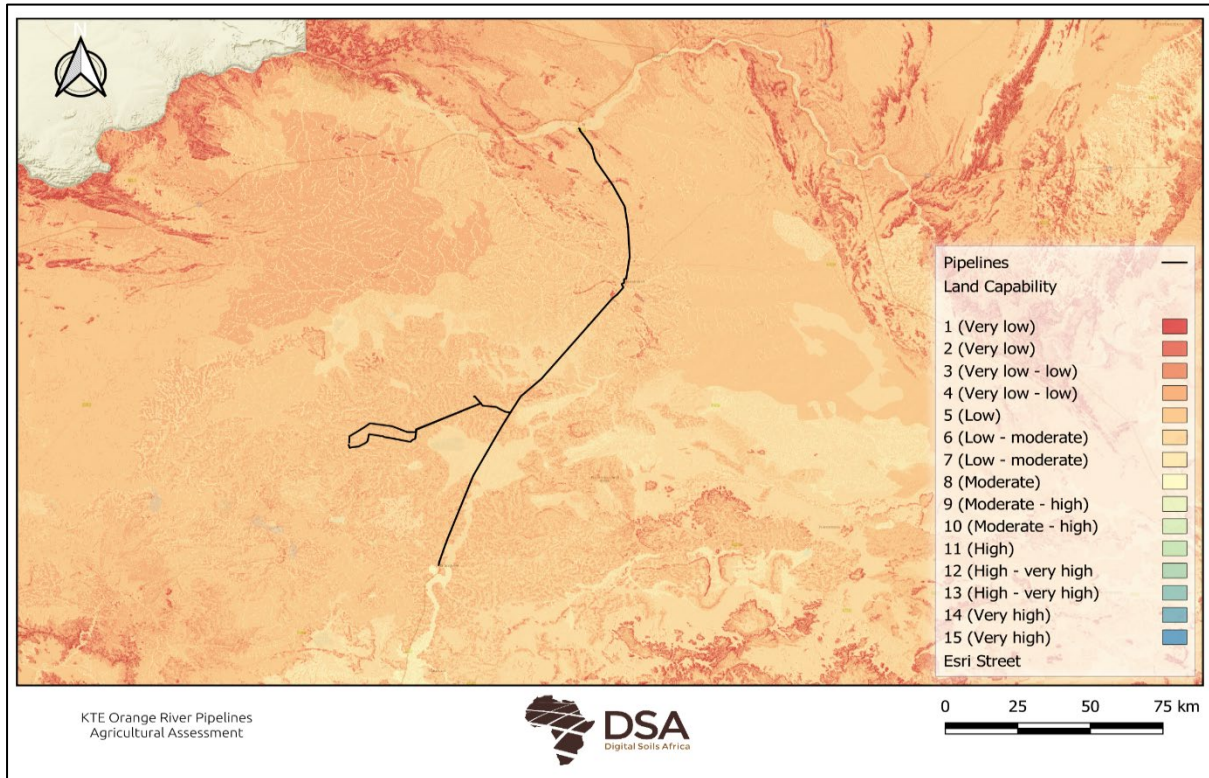 N
Pipelines
Land Capability
1 (Very low)
2 (Very low)
3 (Very low - low)
4 (Very low - low)
5 (Low)
6 (Low - moderate)
7 (Low - moderate)
8 (Moderate)
9 (Moderate - high)
10 (Moderate - high)
11 (High)
12 (High - very high
13 (High - very high)
14 (Very high)
15 (Very high)
Esri Street
KTE Orange River Pipelines
Agricultural Assessment
DSA
Digital Soils Africa
0 25 50 75 km